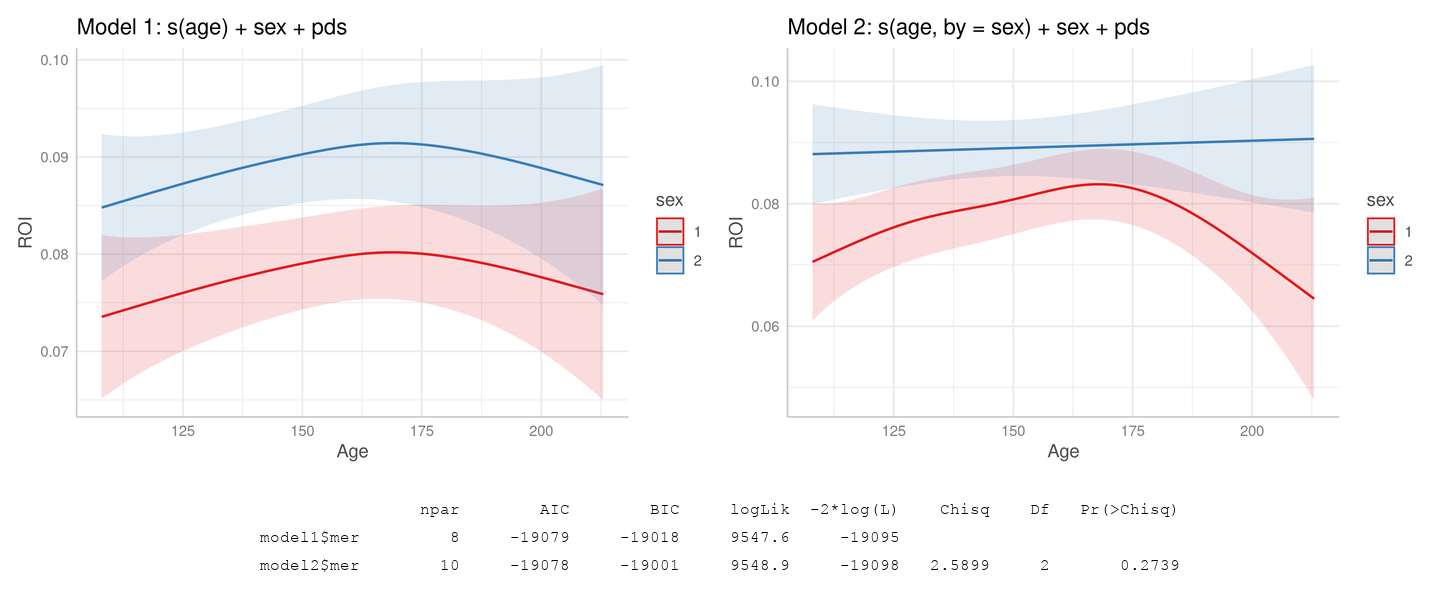 Model 1: s(age) + sex + pds
0.10
0.09
0.08
0.07
ROI
125 150 175 200
Age
sex
1
2
Model 2: s(age, by = sex) + sex + pds
0.10
0.08
0.06
ROI
125 150 175 200
Age
sex
1
2
npar AIC BIC logLik -2*log(L) Chisq Df Pr(>Chisq)
model1$mer 8 -19079 -19018 9547.6 -19095
model2$mer 10 -19078 -19001 9548.9 -19098 2.5899 2 0.2739